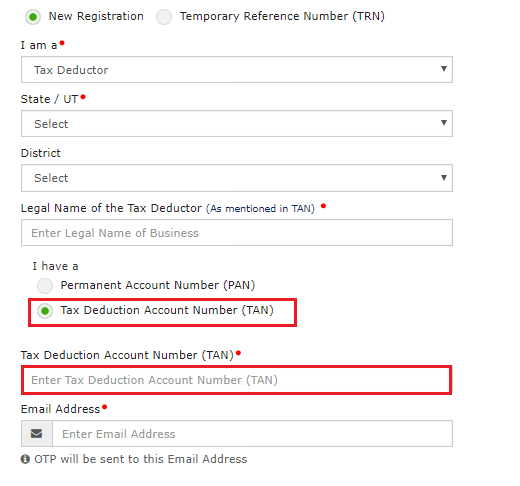 New Registration Temporary Reference Number (TRN)
I am a•
Tax Deductor
State / UT•
Select
District
Select
Legal Name of the Tax Deductor (As mentioned in TAN) •
Enter Legal Name of Business
I have a
Permanent Account Number (PAN)
Tax Deduction Account Number (TAN)
Tax Deduction Account Number (TAN)•
Enter Tax Deduction Account Number (TAN)
Email Address•
Enter Email Address
OTP will be sent to this Email Address